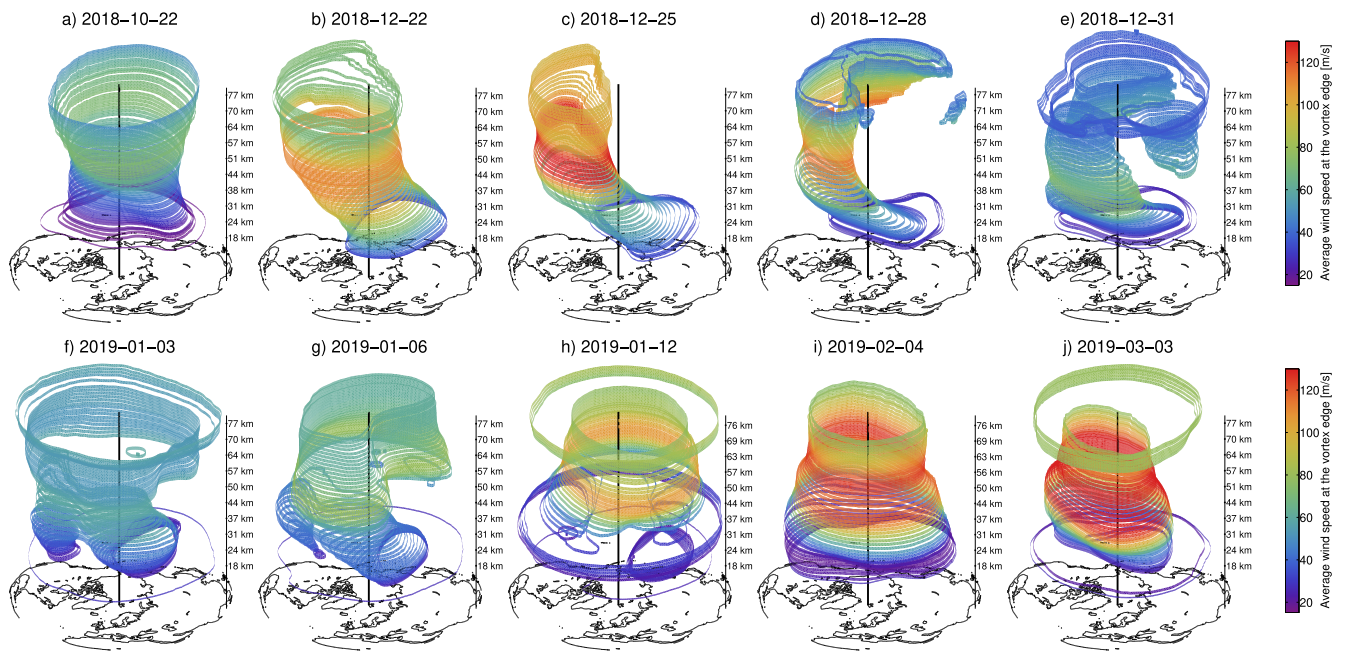 a) 2018−10−22
b) 2018−12−22
c) 2018−12−25
d) 2018−12−28
e) 2018−12−31
77 km
70 km
64 km
57 km
51 km
44 km
38 km
31 km
24 km
18 km
77 km
70 km
64 km
57 km
51 km
44 km
38 km
31 km
24 km
18 km
77 km
70 km
64 km
57 km
51 km
44 km
38 km
31 km
24 km
18 km
77 km
71 km
64 km
57 km
51 km
44 km
38 km
31 km
24 km
18 km
77 km
70 km
64 km
57 km
51 km
44 km
38 km
31 km
24 km
18 km
120
100
80
60
40
20
Average wind speed at the vortex edge [m/s]
f) 2019−01−03
g) 2019−01−06
h) 2019−01−12
i) 2019−02−04
j) 2019−03−03
77 km
70 km
64 km
57 km
50 km
44 km
37 km
31 km
24 km
18 km
77 km
70 km
64 km
57 km
50 km
44 km
37 km
31 km
24 km
18 km
76 km
70 km
63 km
57 km
50 km
44 km
37 km
31 km
24 km
18 km
76 km
69 km
63 km
56 km
50 km
44 km
37 km
31 km
24 km
18 km
77 km
70 km
63 km
57 km
50 km
44 km
37 km
31 km
24 km
18 km
120
100
80
60
40
20
Average wind speed at the vortex edge [m/s]